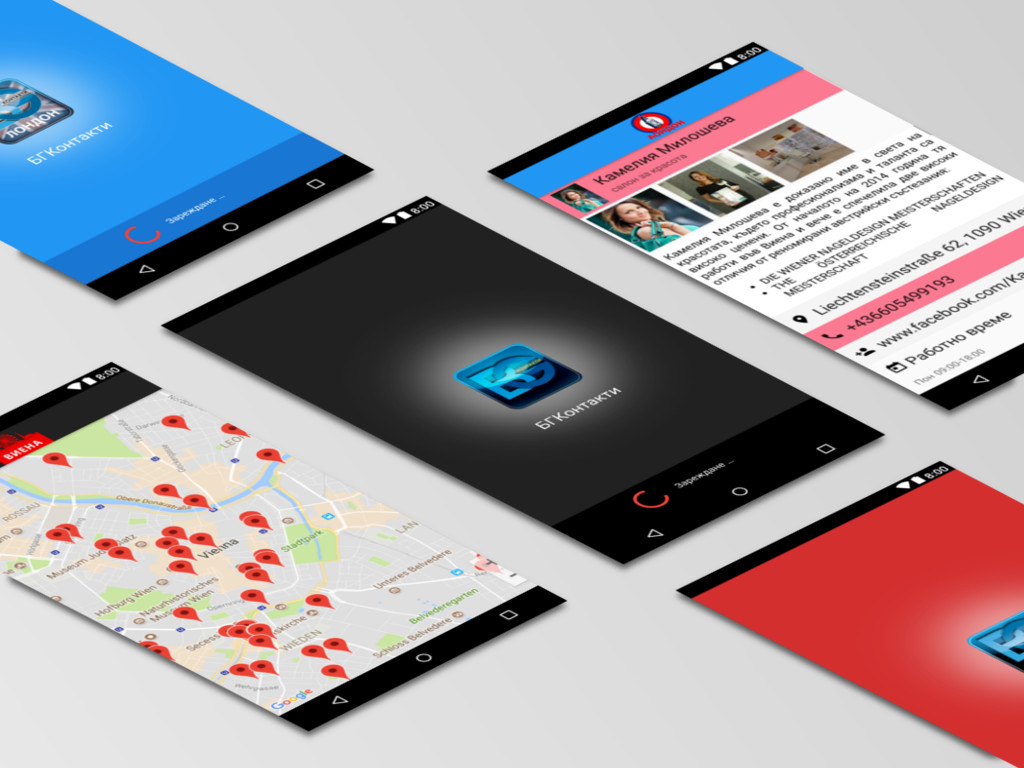 ЛОНДОН
БГКонтакти
Зареждане ...
8:00
Камелия Милошева
салон за красота
Камелия Милошева е доказано име в света на
красотата, където професионализма и таланта са
високо ценени. От началото на 2014 година тя
работи във Виена и вече е спечелила две високи
отличия от реномирани австрийски състезания:
• DIE WIENER NAGELDESIGN MEISTERSCHAFTEN
• THE ÖSTERREICHISCHE NAGELDESIGN
MEISTERSCHAFT
Liechtensteinstraße 62, 1090 Wie
+436605499193
www.facebook.com/Ka
Работно време
Пон 09:00-18:00
8:00
БГКонтакти
Зареждане ...
8:00
ВИЕНА
LEO
ROSSAU
Obere Donaustraße
Museum Judenplatz
Vienna
Stadtpark
LAN
Hofburg Wien
Naturhistorisches
Museum Wien
Unteres Belvedere
Belvederegarten
Schloss Belvedere
WIEDEN
Google
8:00